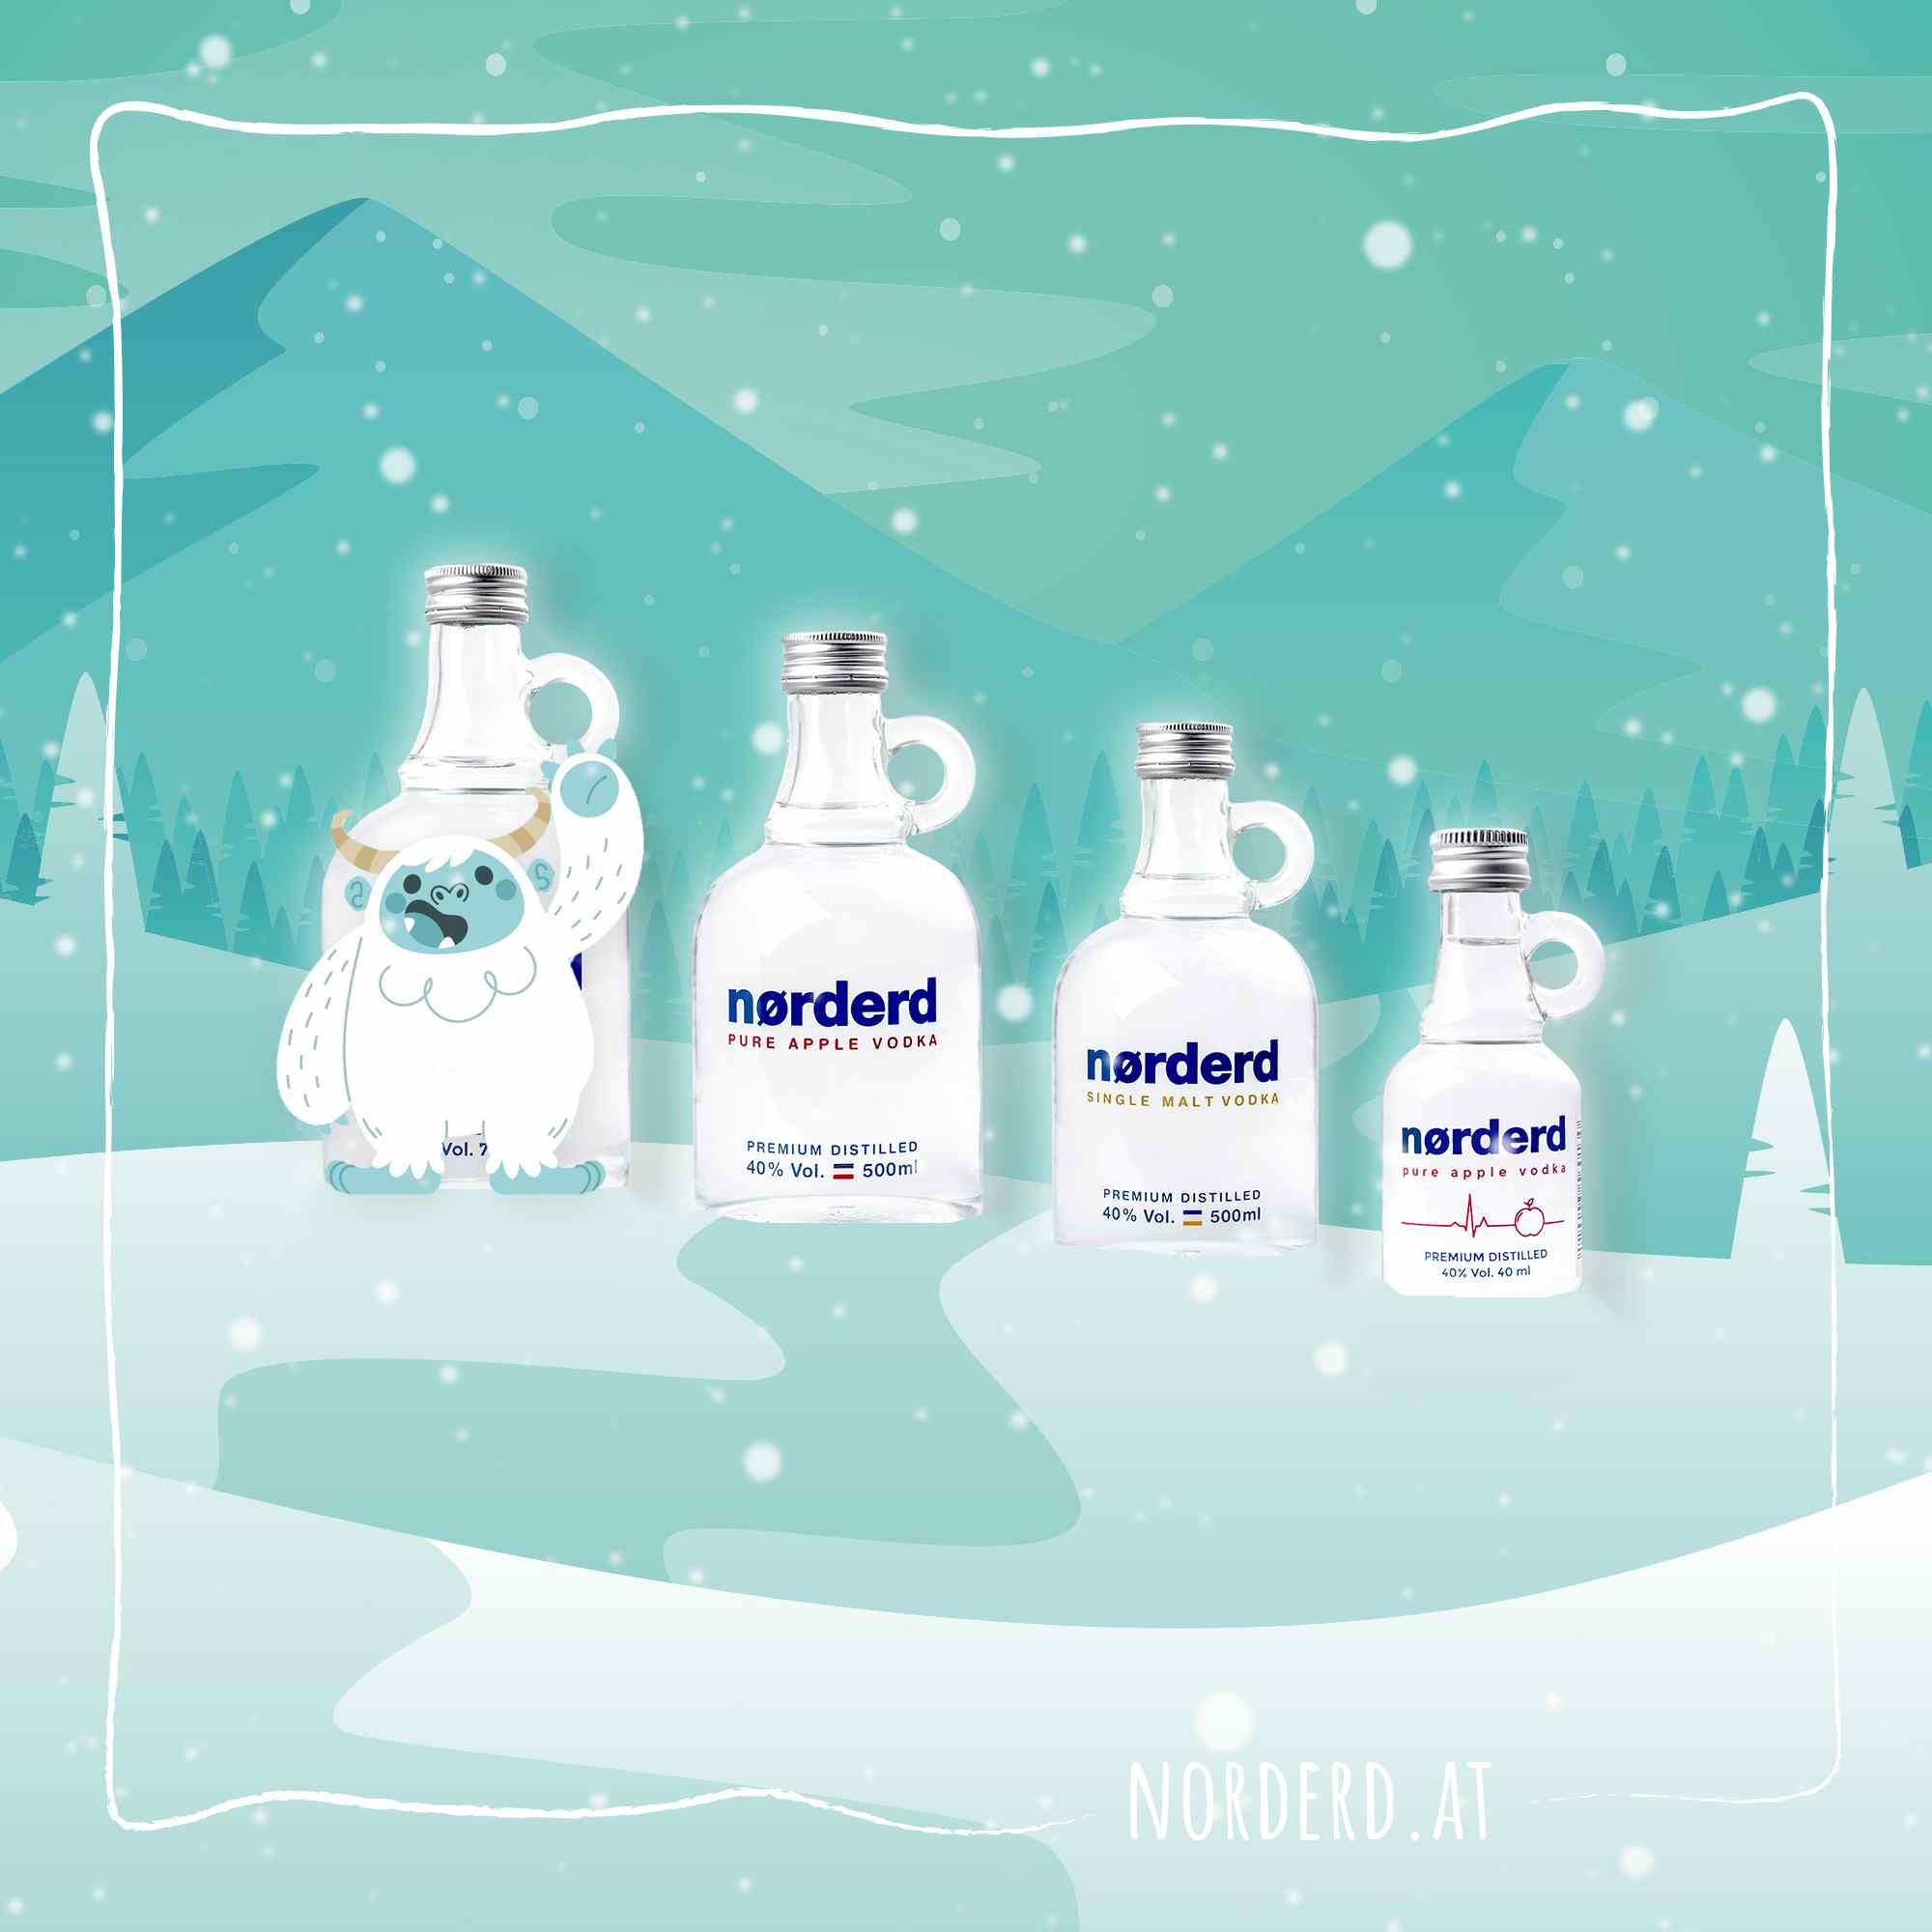 Vol. 7
nørderd
PURE APPLE VODKA
PREMIUM DISTILLED
40% Vol. 500ml
nørderd
SINGLE MALT VODKA
PREMIUM DISTILLED
40% Vol. 500ml
nørderd
pure apple vodka
PREMIUM DISTILLED
40% Vol. 40 ml
NORDERD.AT